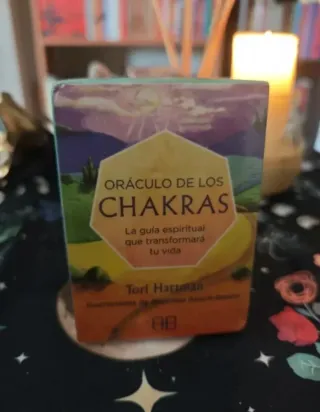 ORÁCULO DE LOS
CHAKRAS
La guía espiritual
que transformará
tu vida
Tori Hartman